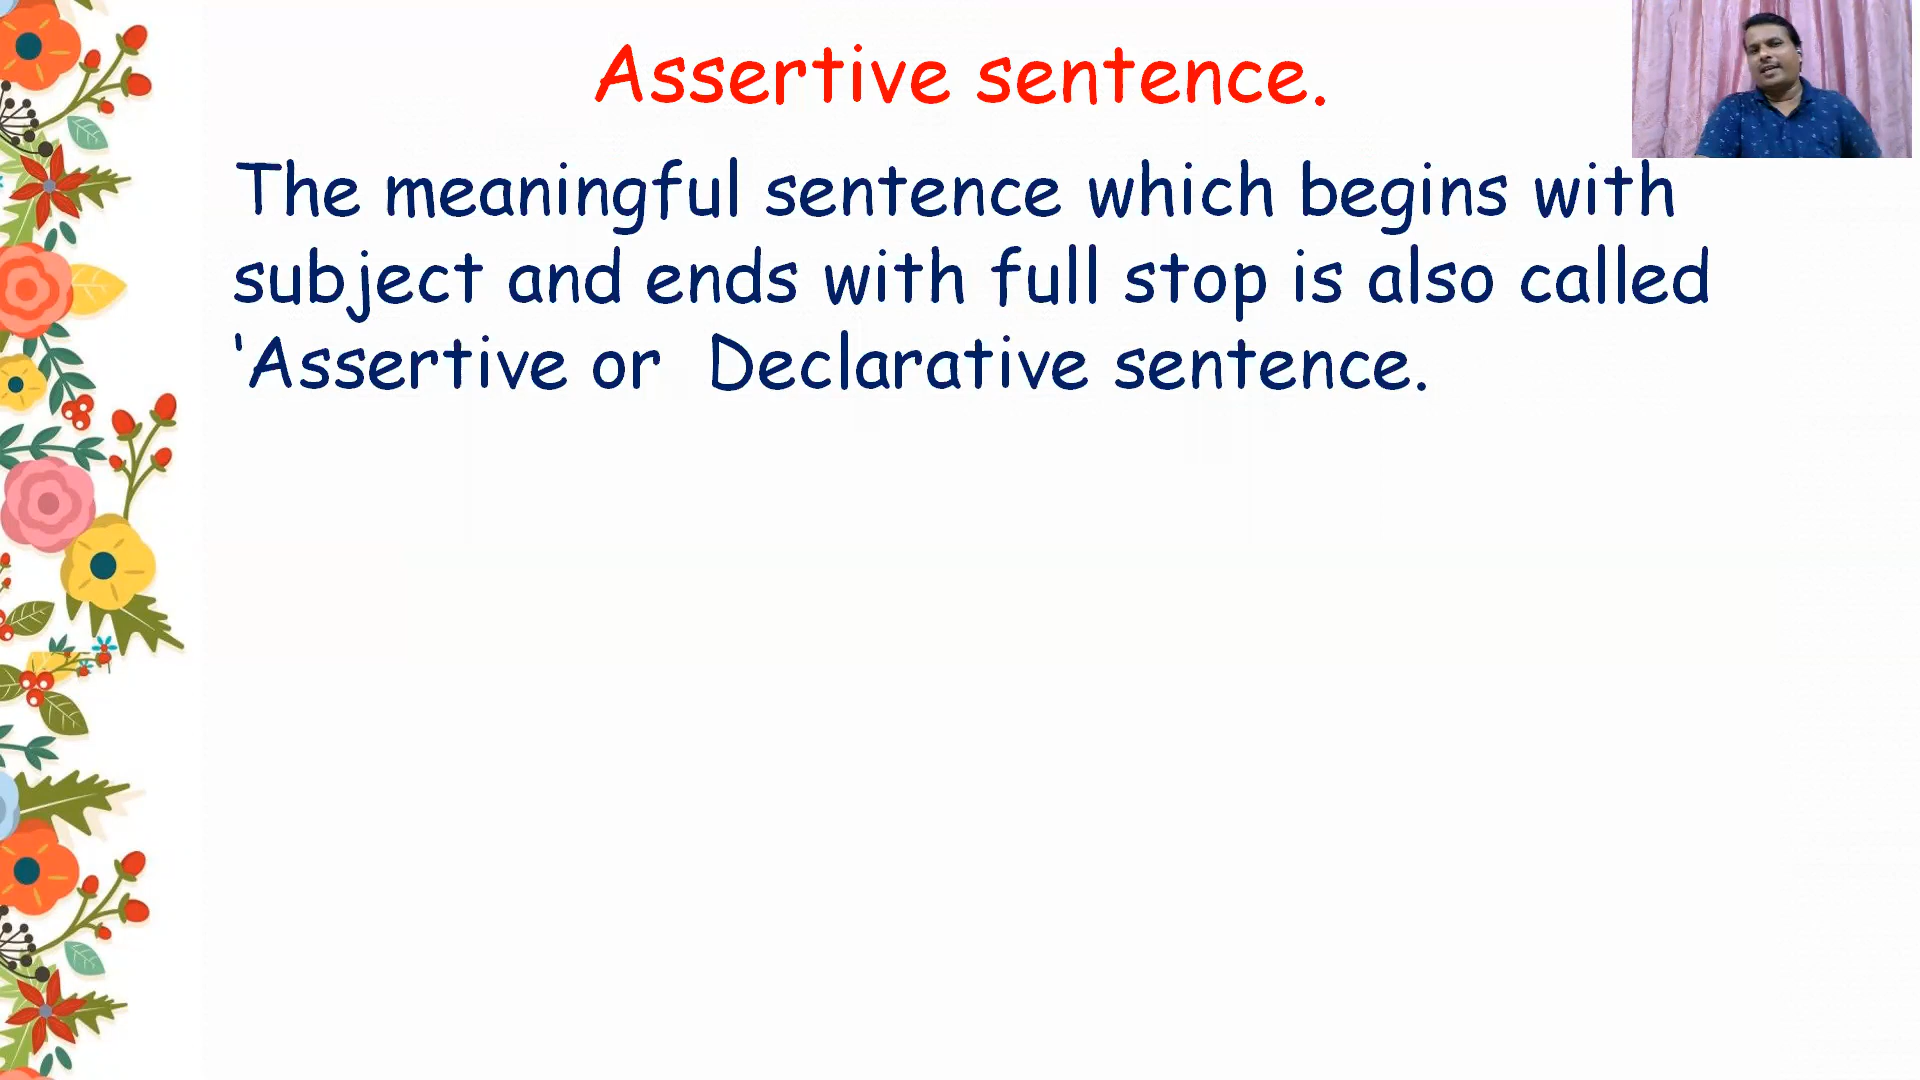 Assertive sentence.
The meaningful sentence which begins with
subject and ends with full stop is also called
‘Assertive or  Declarative sentence.